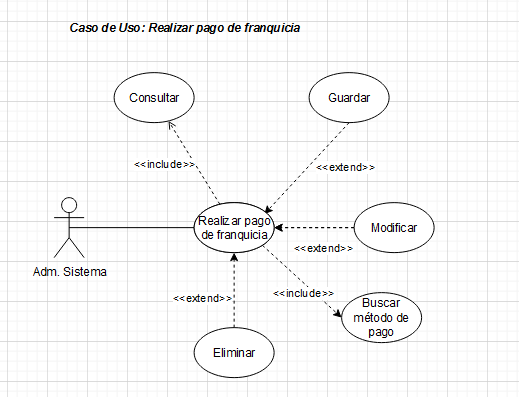 Caso de Uso: Realizar pago de franquicia
Consultar
Guardar
<<include>>
<<extend>>
Realizar pago
de franquicia
Modificar
<<extend>>
Adm. Sistema
<<extend>>
<<include>>
Buscar
método de
pago
Eliminar